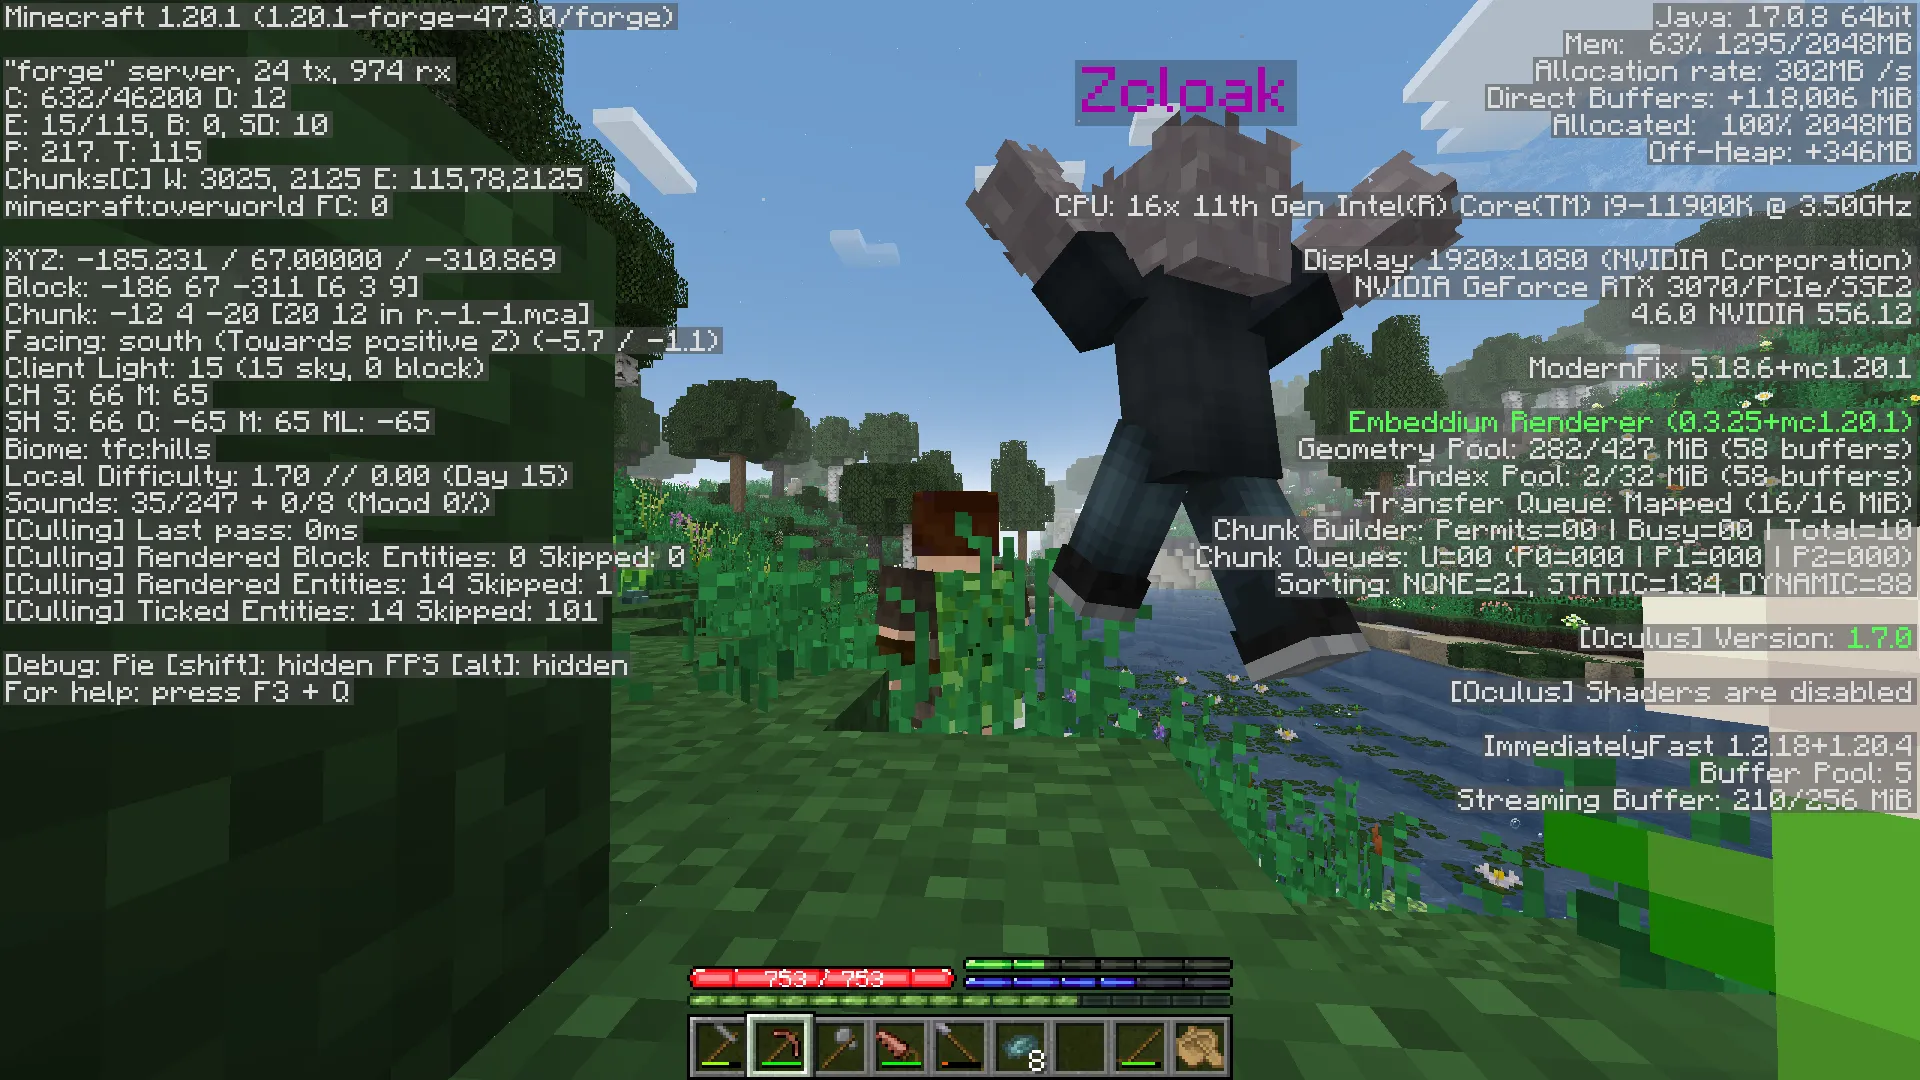 Minecraft 1.20.1 (1.20.1-forge-47.3.0/forge)
"forge" server, 24 tx, 974 rx
C: 632/46200 D: 12
E: 15/115, B: 0, SD: 10
P: 217. T: 115
Chunks[C] W: 3025, 2125 E: 115,78,2125
minecraft:overworld FC: 0
XYZ: -185.231 / 67.00000 / -310.869
Block: -186 67 -311 [6 3 9]
Chunk: -12 4 -20 [20 12 in r.-1.-1.mca]
Facing: south (Towards positive Z) (-5.7 / -1.1)
Client Light: 15 (15 sky, 0 block)
CH S: 66 M: 65
SH S: 66 O: -65 M: 65 ML: -65
Biome: tfc:hills
Local Difficulty: 1.70 // 0.00 (Day 15)
Sounds: 35/247 + 0/8 (Mood 0%)
[Culling] Last pass: 0ms
[Culling] Rendered Block Entities: 0 Skipped: 0
[Culling] Rendered Entities: 14 Skipped: 1
[Culling] Ticked Entities: 14 Skipped: 101
Debug: Pie [shift]: hidden FPS [alt]: hidden
For help: press F3 + Q
Zcloak
Java: 17.0.8 64bit
Mem: 63% 1295/2048MB
Allocation rate: 302MB /s
Direct Buffers: +118,006 MiB
Allocated: 100% 2048MB
Off-Heap: +346MB
CPU: 16x 11th Gen Intel(R) Core(TM) i9-11900K @ 3.50GHz
Display: 1920x1080 (NVIDIA Corporation)
NVIDIA GeForce RTX 3070/PCIe/SSE2
4.6.0 NVIDIA 556.12
ModernFix 5.18.6+mc1.20.1
Embeddium Renderer (0.3.25+mc1.20.1)
Geometry Pool: 282/427 MiB (58 buffers)
Index Pool: 2/32 MiB (58 buffers)
Transfer Queue: Mapped (16/16 MiB)
Chunk Builder: Permits=00 | Busy=00 | Total=10
Chunk Queues: U=00 (P0=000 | P1=000 | P2=000)
Sorting: NONE=21, STATIC=134, DYNAMIC=88
[Oculus] Version: 1.7.0
[Oculus] Shaders are disabled
ImmediatelyFast 1.2.18+1.20.4
Buffer Pool: 5
Streaming Buffer: 210/256 MiB
753 / 753
8